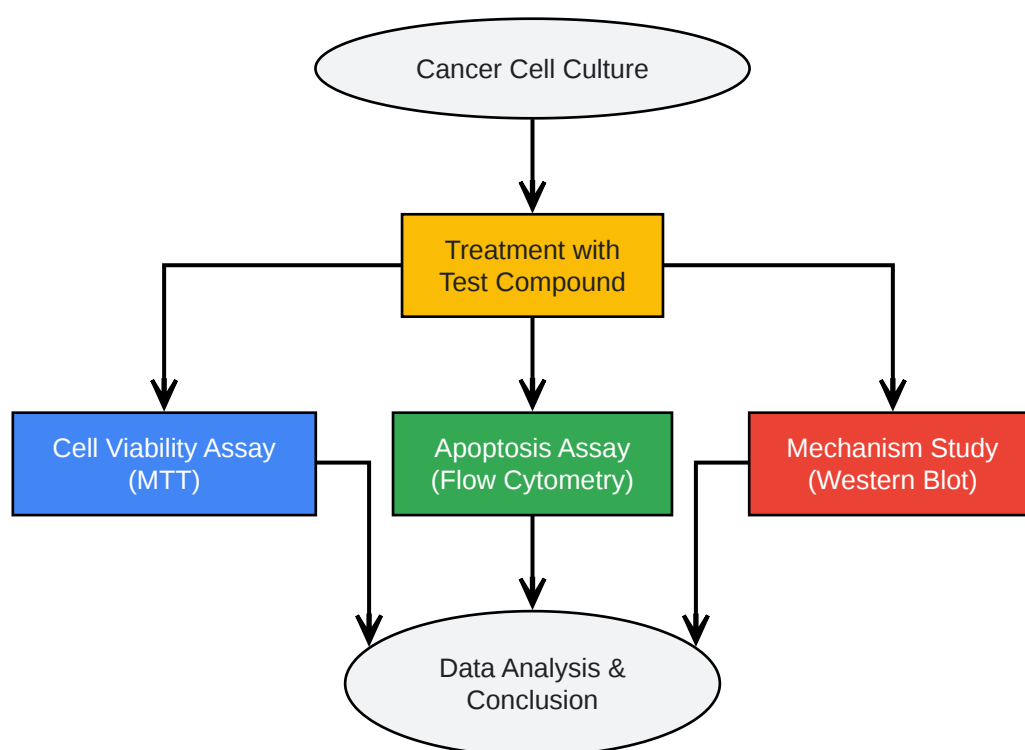 Cancer Cell Culture
Treatment with
Test Compound
Cell Viability Assay
(MTT)
Apoptosis Assay
(Flow Cytometry)
Mechanism Study
(Western Blot)
Data Analysis &
Conclusion